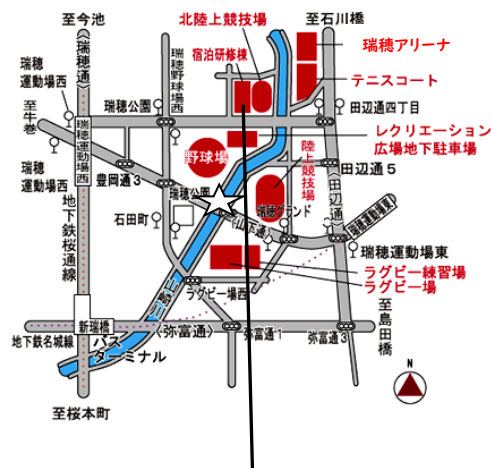 至今池
北陸上競技場
至石川橋
宿泊研修棟
瑞穂アリーナ
瑞穂通
瑞穂野球場西
瑞穂
運動場西
テニスコート
至牛巻
瑞穂公園
田辺通四丁目
レクリエーション
広場地下駐車場
瑞穂運動場西
野球場
陸上競技場
瑞穂
運動場西
豊岡通3
田辺通5
瑞穂公園
田辺通
石田町
瑞穂グランド
山下通
瑞穂運動場東
地下鉄桜通線
瑞穂運動場東
ラグビー練習場
ラグビー場
ラグビー場西
山崎川
至島田橋
新瑞橋
地下鉄名城線
弥富通
弥富通1
弥富通3
バス
ターミナル
N
至桜本町